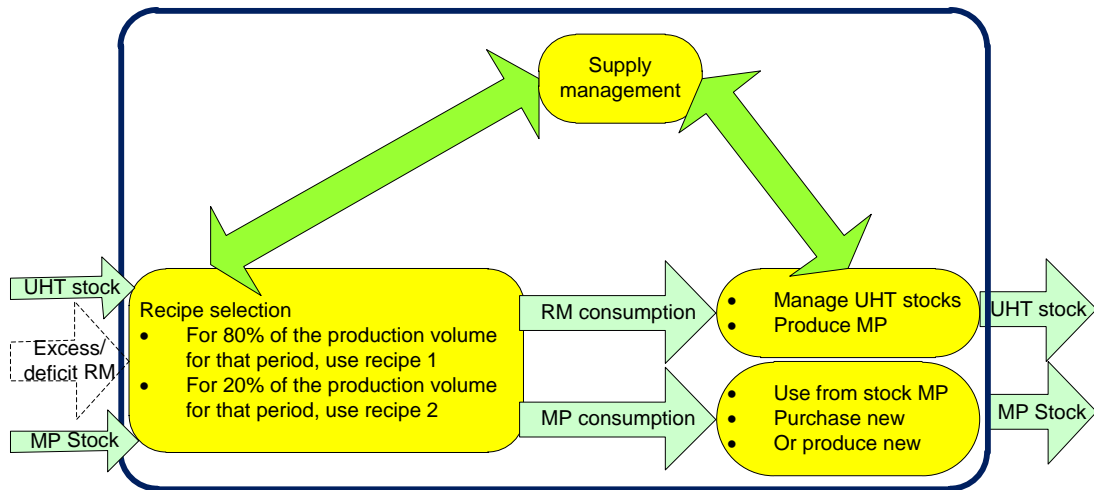 Supply
management
UHT stock
Excess/
deficit RM
MP Stock
Recipe selection
• For 80% of the production volume
for that period, use recipe 1
• For 20% of the production volume
for that period, use recipe 2
RM consumption
MP consumption
• Manage UHT stocks
• Produce MP
• Use from stock MP
• Purchase new
• Or produce new
UHT stock
MP Stock